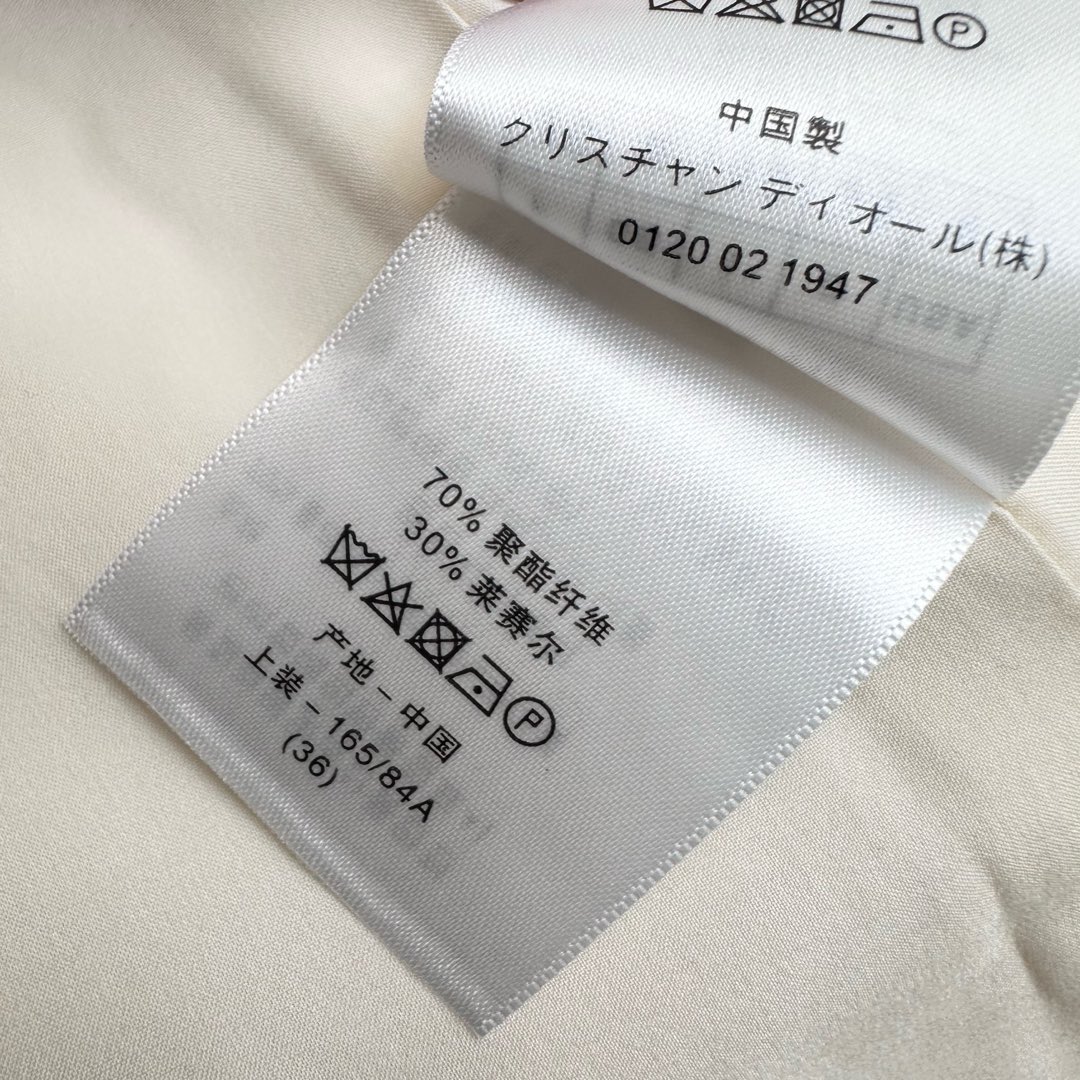 中国製
クリスチャン ディオール(株)
0120 02 1947
70% 聚酯纤维
30% 莱赛尔
P
产地 – 中国
上装 – 165/84A
(36)